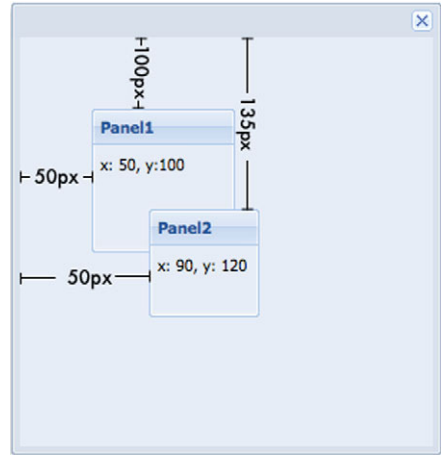 100px
135px
Panel1
x: 50, y:100
50px
Panel2
x: 90, y: 120
50px